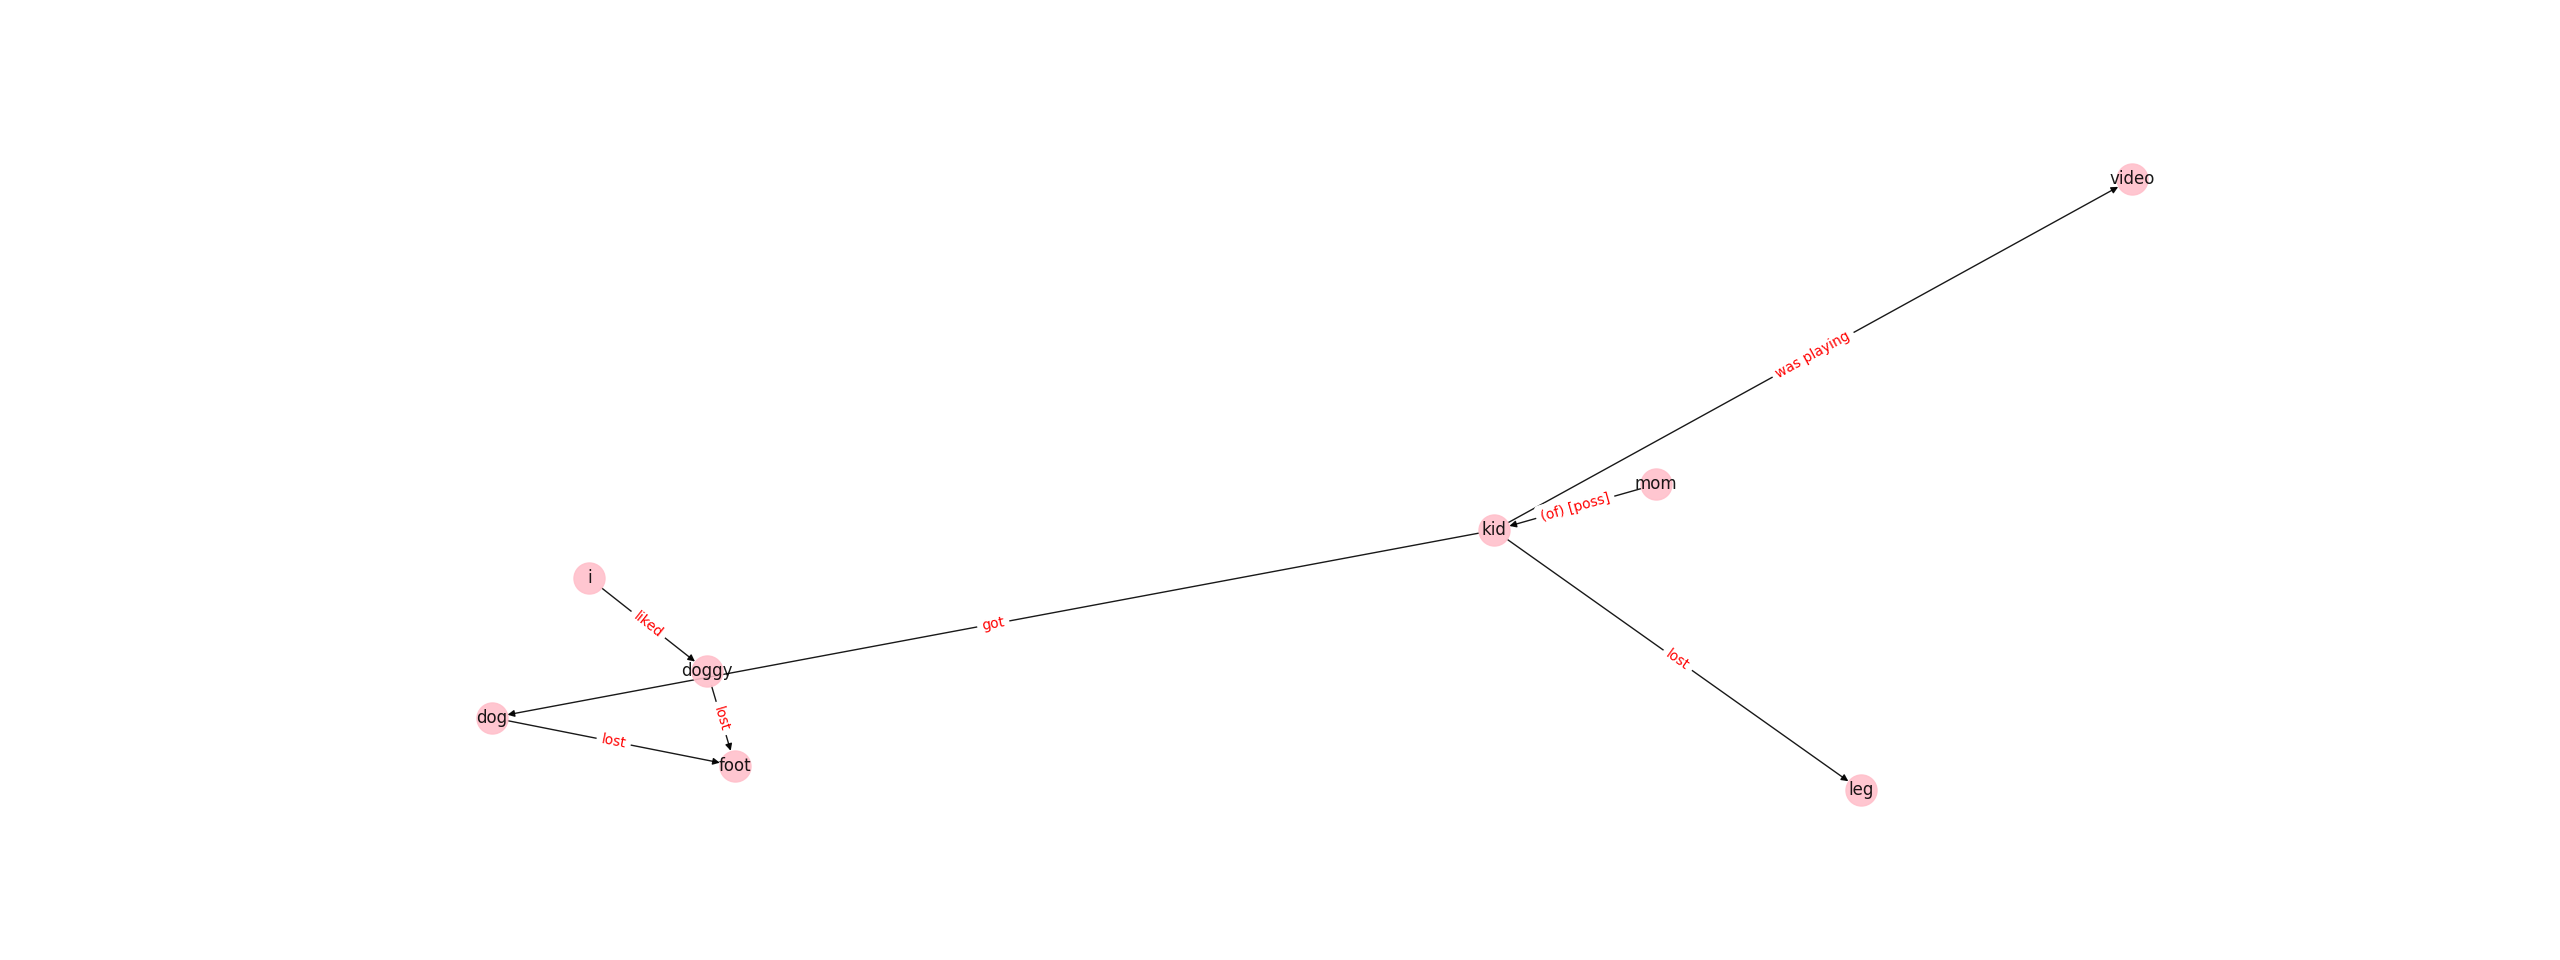 video
was playing
mom
(of) [poss]
kid
i
liked
got
lost
doggy
dog
lost
lost
foot
leg